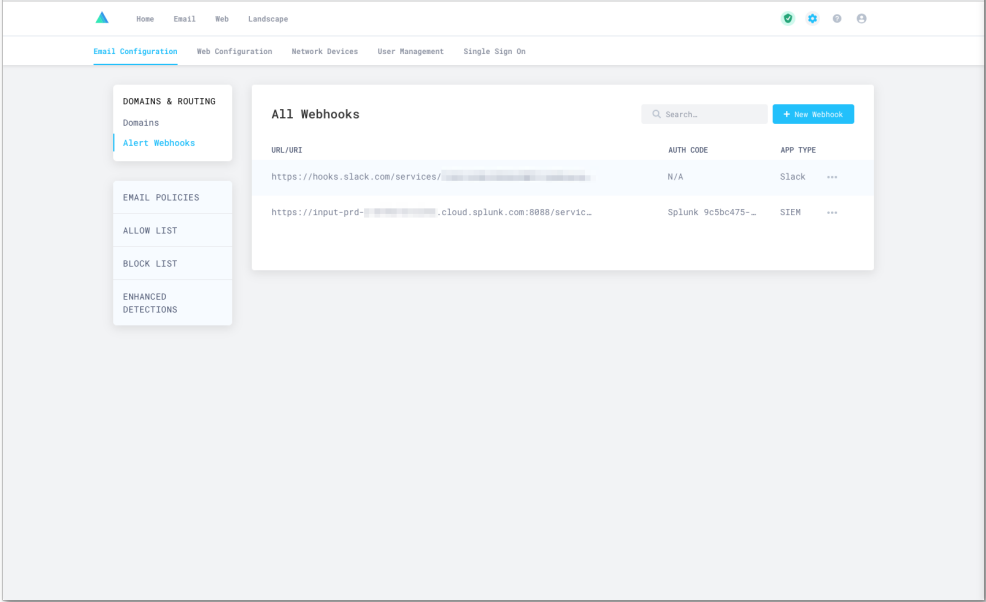 Home Email Web Landscape
Email Configuration Web Configuration Network Devices User Management Single Sign On
DOMAINS & ROUTING
Domains
Alert Webhooks
EMAIL POLICIES
ALLOW LIST
BLOCK LIST
ENHANCED
DETECTIONS
All Webhooks
Search…
+ New Webhook
URL/URI AUTH CODE APP TYPE
https://hooks.slack.com/services/ N/A Slack
https://input-prd- .cloud.splunk.com:8088/servic… Splunk 9c5bc475-… SIEM